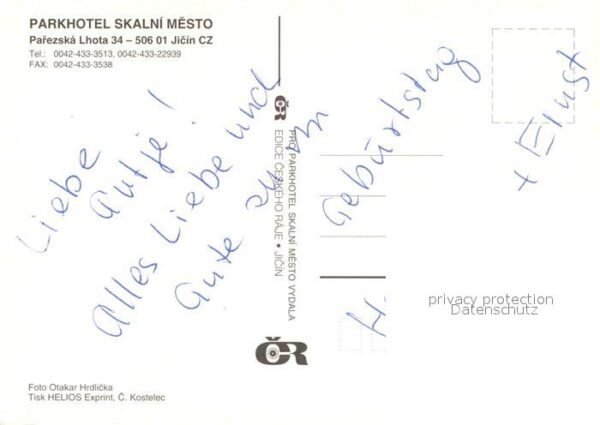 PARKHOTEL SKALNÍ MĚSTO
Pařezská Lhota 34 – 506 01 Jičín CZ
Tel.: 0042-433-3513, 0042-433-22939
FAX: 0042-433-3538
Liebe
Antje!
Alles Liebe und
Gute zum
Geburtstag
H.
+ Ernst
ČR
PRO PARKHOTEL SKALNÍ MĚSTO VYDALA
EDICE ČESKÉHO RÁJE • JIČÍN
ČR
privacy protection
Datenschutz
Foto Otakar Hrdlička
Tisk HELIOS Exprint, Č. Kostelec